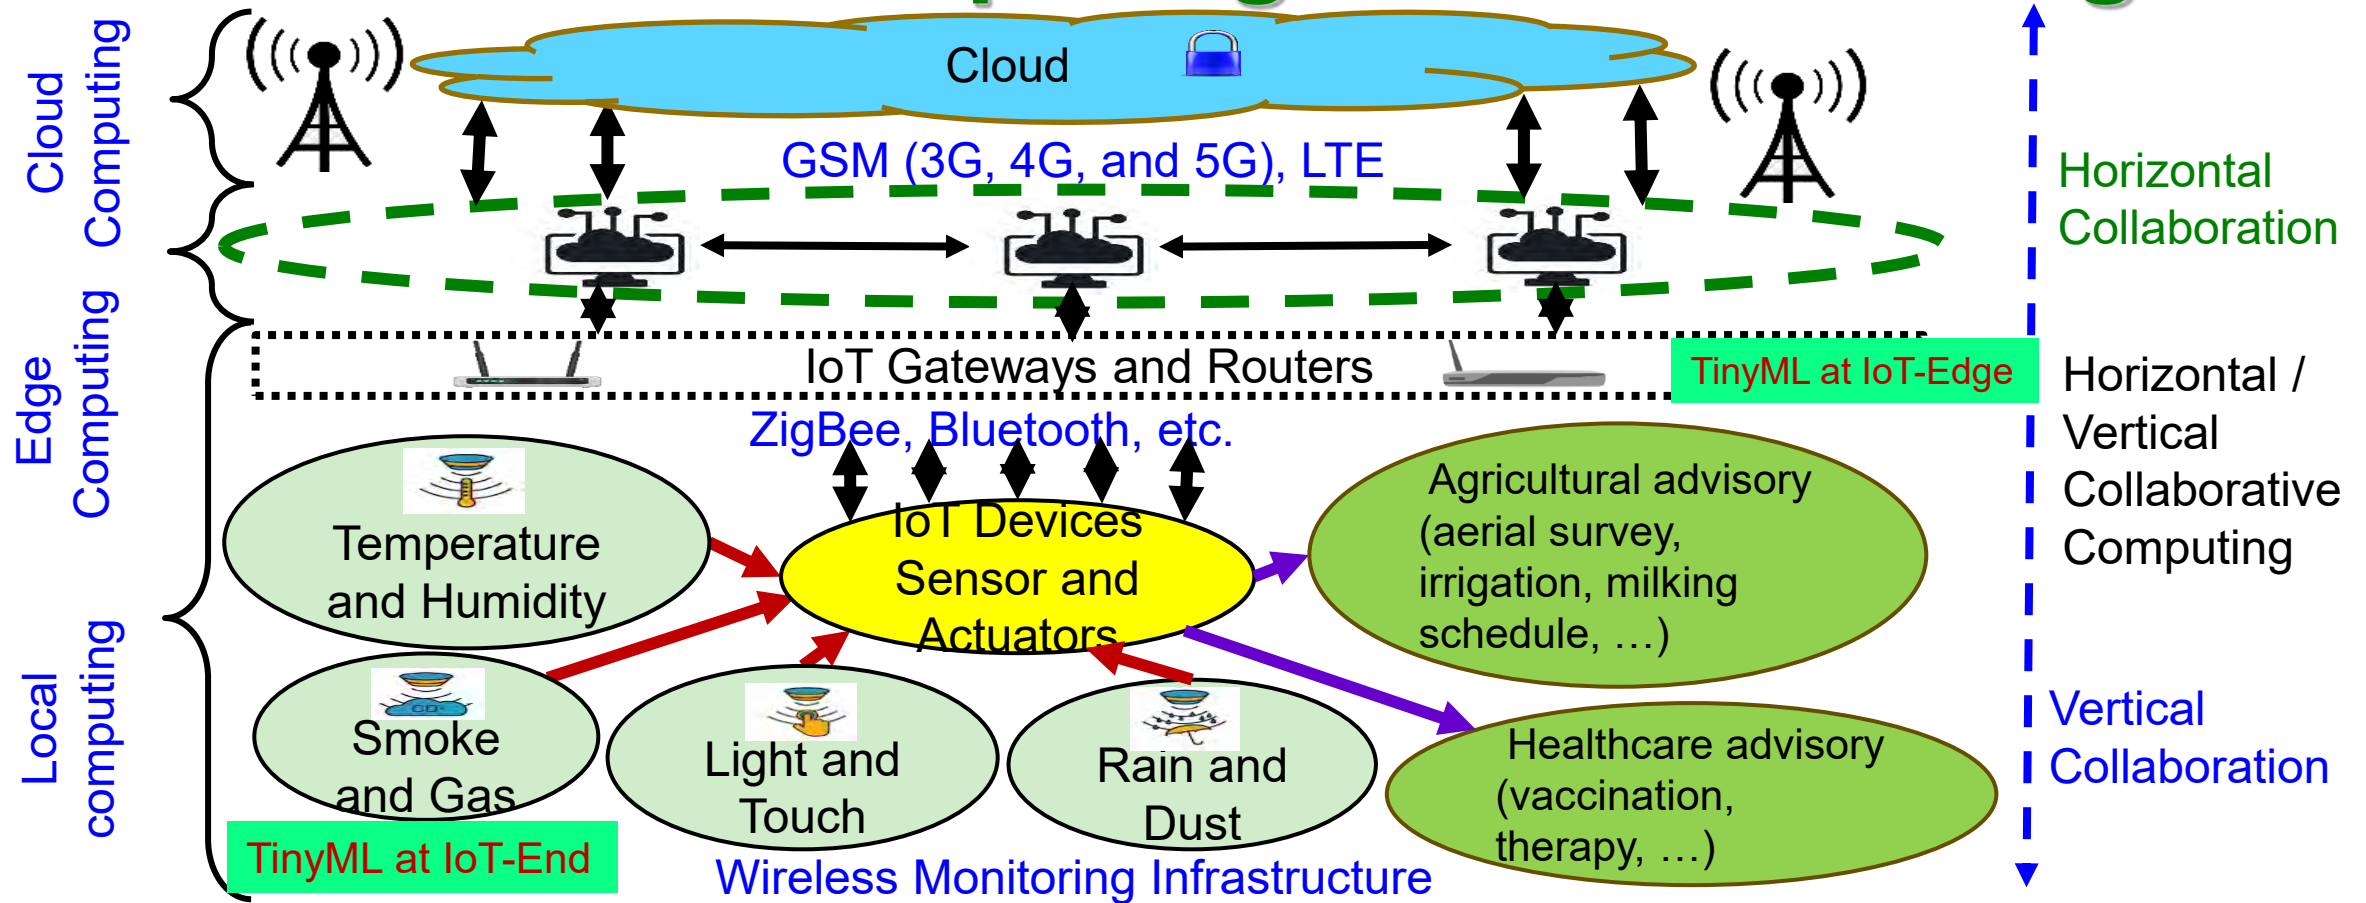 Cloud
Computing
Cloud
GSM (3G, 4G, and 5G), LTE
Horizontal
Collaboration
Edge
Computing
IoT Gateways and Routers
TinyML at IoT-Edge
Horizontal /
Vertical
Collaborative
Computing
ZigBee, Bluetooth, etc.
Temperature
and Humidity
IoT Devices
Sensor and
Actuators
Agricultural advisory
(aerial survey,
irrigation, milking
schedule, …)
Local
computing
Smoke
and Gas
Light and
Touch
Rain and
Dust
Healthcare advisory
(vaccination,
therapy, …)
Vertical
Collaboration
TinyML at IoT-End
Wireless Monitoring Infrastructure